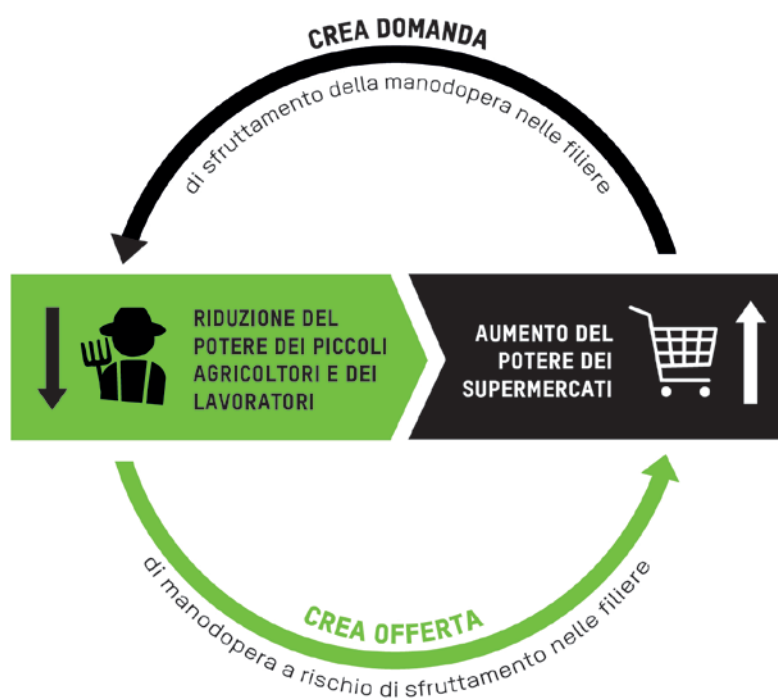 CREA DOMANDA
di sfruttamento della manodopera nelle filiere
RIDUZIONE DEL
POTERE DEI PICCOLI
AGRICOLTORI E DEI
LAVORATORI
AUMENTO DEL
POTERE DEI
SUPERMERCATI
CREA OFFERTA
di manodopera a rischio di sfruttamento nelle filiere